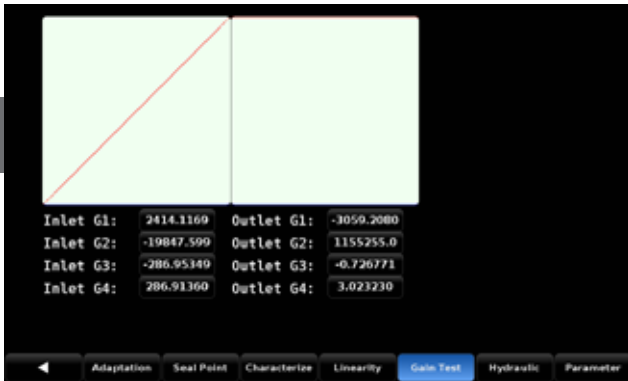 Inlet G1: 2414.1169 Outlet G1: -3059.2080
Inlet G2: -19847.599 Outlet G2: 1155255.0
Inlet G3: -286.95349 Outlet G3: -0.726771
Inlet G4: 286.91360 Outlet G4: 3.023230
Adaptation Seal Point Characterize Linearity Gain Test Hydraulic Parameter